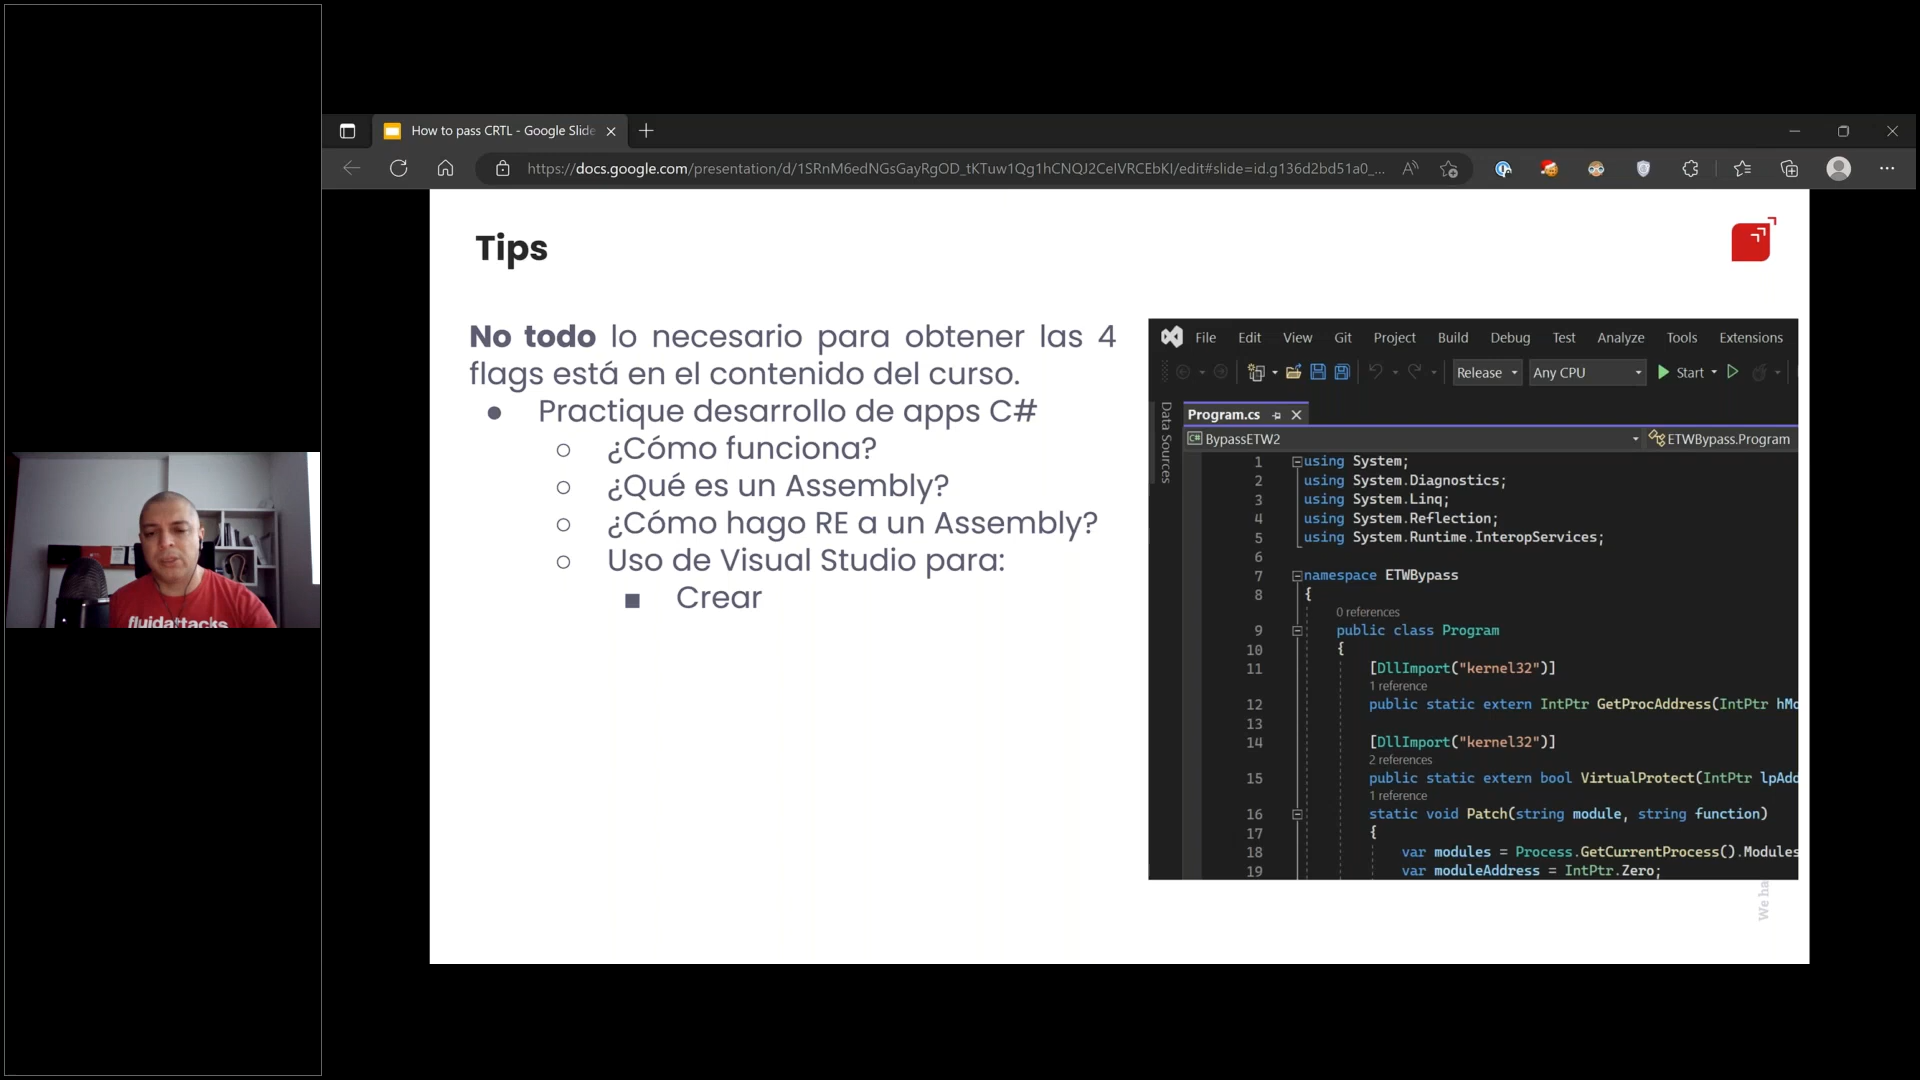 How to pass CRTL - Google Slide
https://docs.google.com/presentation/d/1SRnM6edNGsGayRgOD_tKTuw1Qg1hCNQJ2CeIVRCEbKI/edit#slide=id.g136d2bd51a0_...
Tips
No todo lo necesario para obtener las 4
flags está en el contenido del curso.
● Practique desarrollo de apps C#
○ ¿Cómo funciona?
○ ¿Qué es un Assembly?
○ ¿Cómo hago RE a un Assembly?
○ Uso de Visual Studio para:
■ Crear
File Edit View Git Project Build Debug Test Analyze Tools Extensions
Release Any CPU Start
Data Sources
Program.cs
C# BypassETW2 ETWBypass.Program
1 using System;
2 using System.Diagnostics;
3 using System.Linq;
4 using System.Reflection;
5 using System.Runtime.InteropServices;
6
7 namespace ETWBypass
8 {
0 references
9 public class Program
10 {
11 [DllImport("kernel32")]
1 reference
12 public static extern IntPtr GetProcAddress(IntPtr hMo
13
14 [DllImport("kernel32")]
2 references
15 public static extern bool VirtualProtect(IntPtr lpAdd
1 reference
16 static void Patch(string module, string function)
17 {
18 var modules = Process.GetCurrentProcess().Modules
19 var moduleAddress = IntPtr.Zero;
We ha
fluidattacks